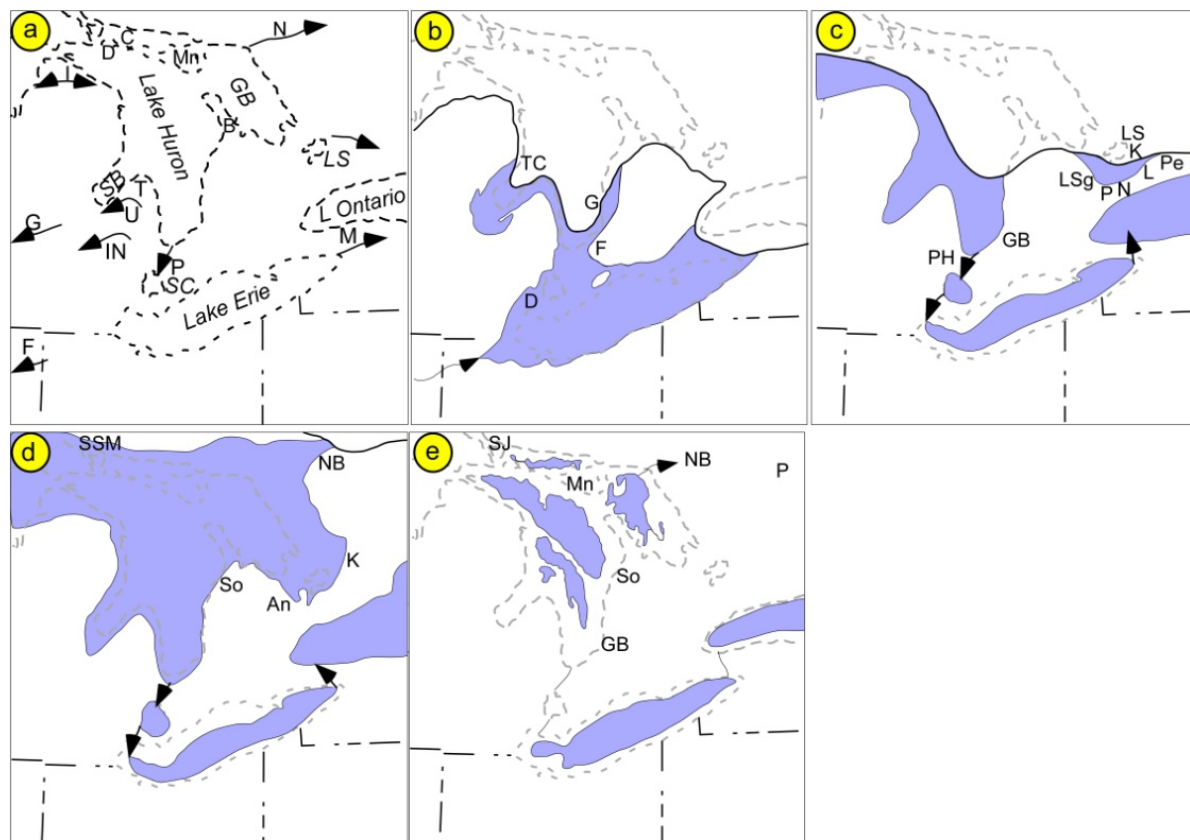 a
N
C
D
Mn
I
Lake Huron
GB
B
LS
SB
T
U
L Ontario
G
IN
M
P
SC
Lake Erie
F
b
TC
G
F
D
c
LS
K
Pe
LSg
L
P
N
GB
PH
d
SSM
NB
So
K
An
e
SJ
NB
P
Mn
So
GB